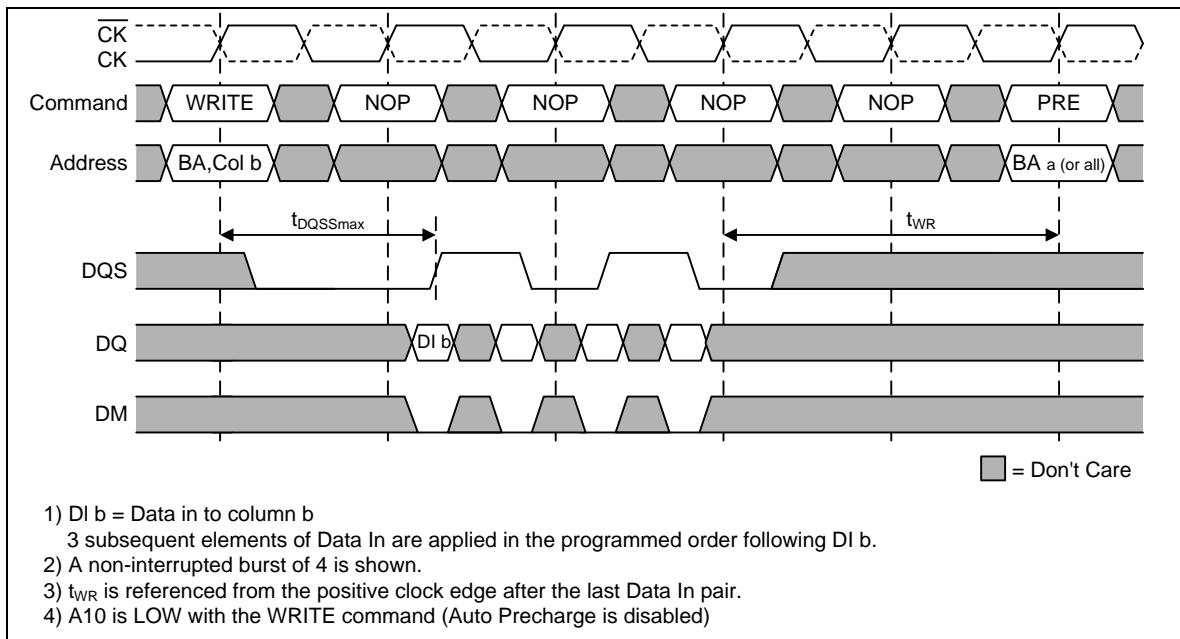 CK
CK
Command WRITE NOP NOP NOP NOP PRE
Address BA,Col b BA a (or all)
tDQSSmax tWR
DQS
DQ DI b
DM
= Don't Care
1) DI b = Data in to column b
3 subsequent elements of Data In are applied in the programmed order following DI b.
2) A non-interrupted burst of 4 is shown.
3) tWR is referenced from the positive clock edge after the last Data In pair.
4) A10 is LOW with the WRITE command (Auto Precharge is disabled)